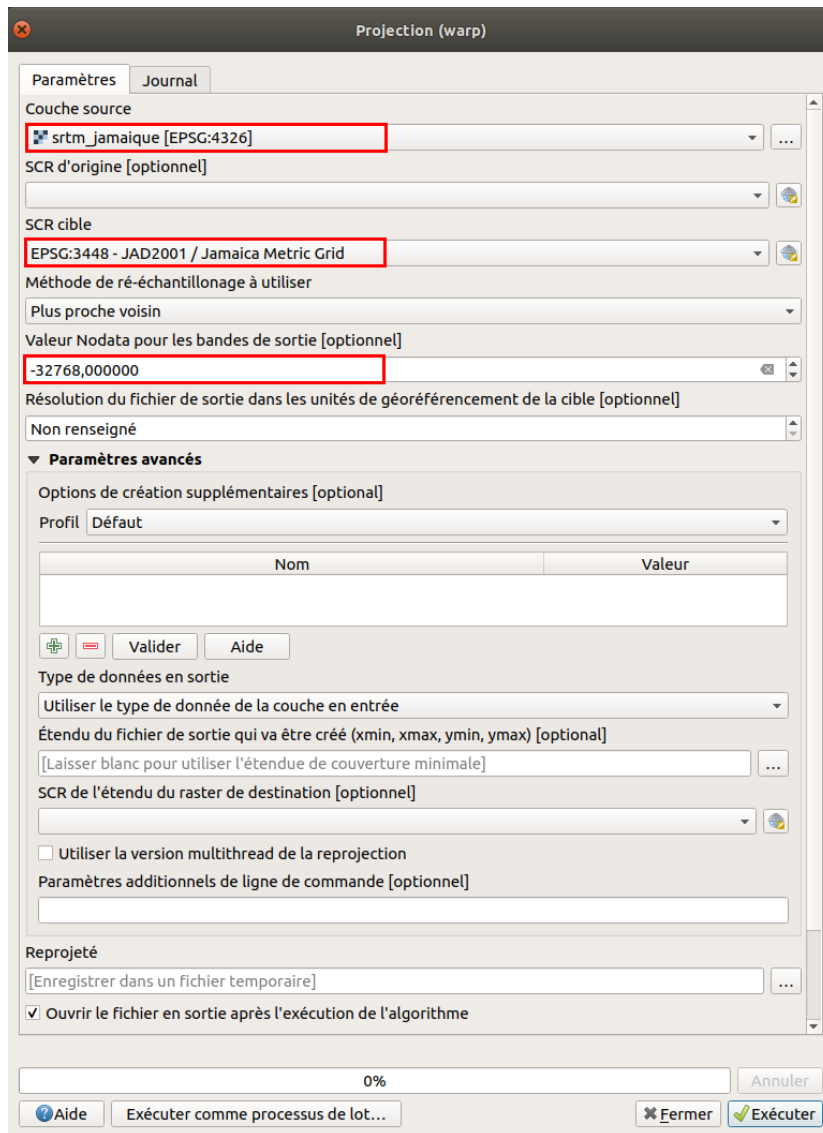 Projection (warp)
Paramètres Journal
Couche source
srtm_jamaique [EPSG:4326]
...
SCR d'origine [optionnel]
SCR cible
EPSG:3448 - JAD2001 / Jamaica Metric Grid
Méthode de ré-échantillonage à utiliser
Plus proche voisin
Valeur Nodata pour les bandes de sortie [optionnel]
-32768,000000
Résolution du fichier de sortie dans les unités de géoréférencement de la cible [optionnel]
Non renseigné
Paramètres avancés
Options de création supplémentaires [optional]
Profil Défaut
Nom Valeur
Valider Aide
Type de données en sortie
Utiliser le type de donnée de la couche en entrée
Étendu du fichier de sortie qui va être créé (xmin, xmax, ymin, ymax) [optional]
[Laisser blanc pour utiliser l'étendue de couverture minimale] ...
SCR de l'étendu du raster de destination [optionnel]
Utiliser la version multithread de la reprojection
Paramètres additionnels de ligne de commande [optionnel]
Reprojeté
[Enregistrer dans un fichier temporaire] ...
Ouvrir le fichier en sortie après l'exécution de l'algorithme
0% Annuler
Aide Exécuter comme processus de lot... Fermer Exécuter